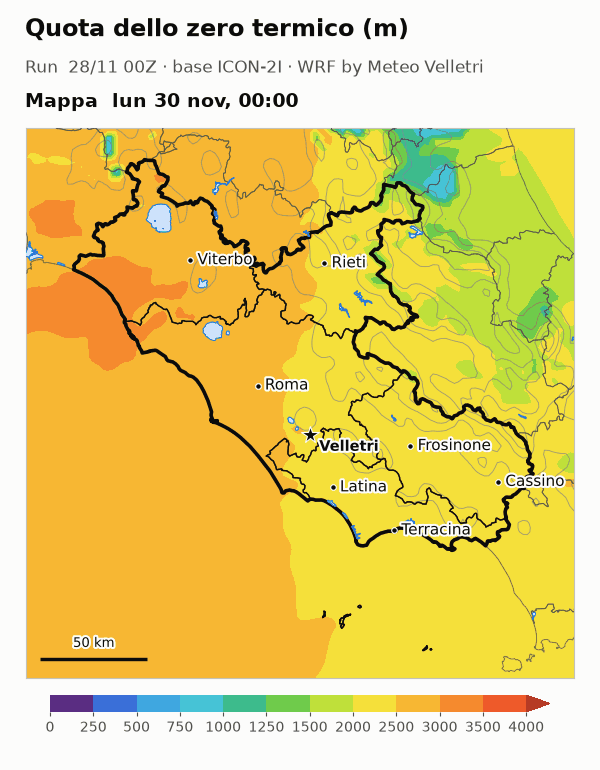 Quota dello zero termico (m)
Run  28/11 00Z · base ICON-2I · WRF by Meteo Velletri
Mappa  lun 30 nov, 00:00
Viterbo
Rieti
Roma
Velletri
Frosinone
Latina
Cassino
Terracina
50 km
0 250 500 750 1000 1250 1500 2000 2500 3000 3500 4000